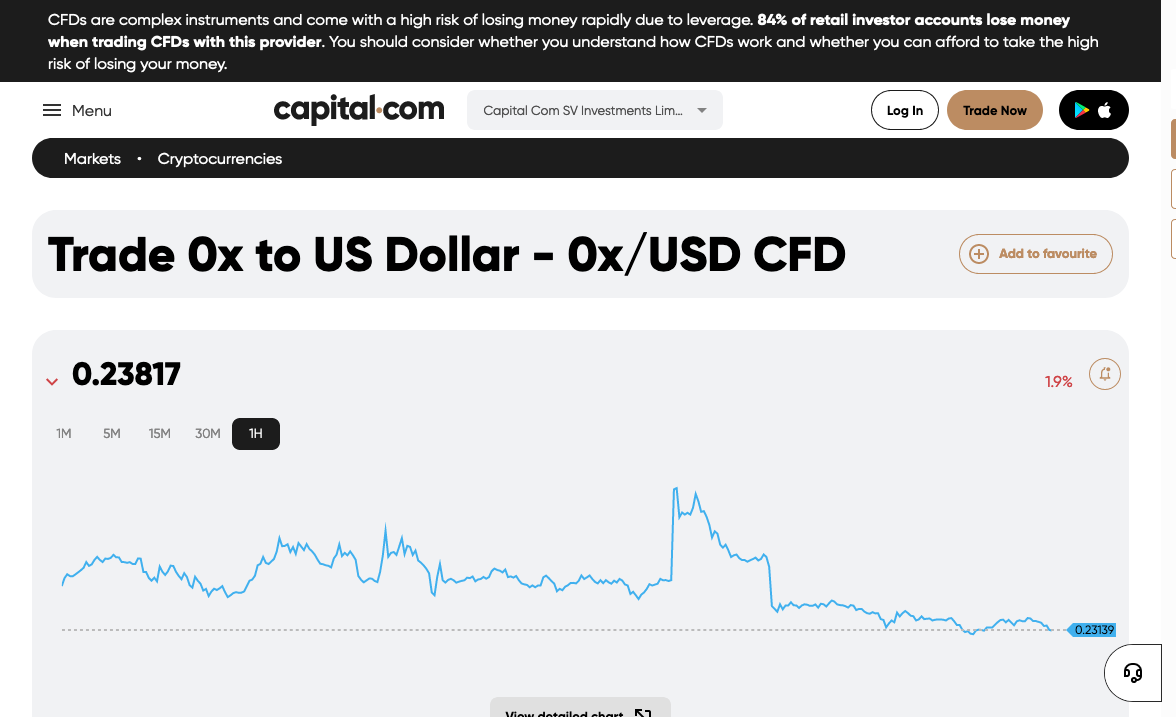 CFDs are complex instruments and come with a high risk of losing money rapidly due to leverage. 84% of retail investor accounts lose money
when trading CFDs with this provider. You should consider whether you understand how CFDs work and whether you can afford to take the high
risk of losing your money.
Menu
capital.com
Capital Com SV Investments Lim...
Log In
Trade Now
Markets • Cryptocurrencies
Trade 0x to US Dollar - 0x/USD CFD
Add to favourite
0.23817
1.9%
1M 5M 15M 30M 1H
0.23139
View detailed chart